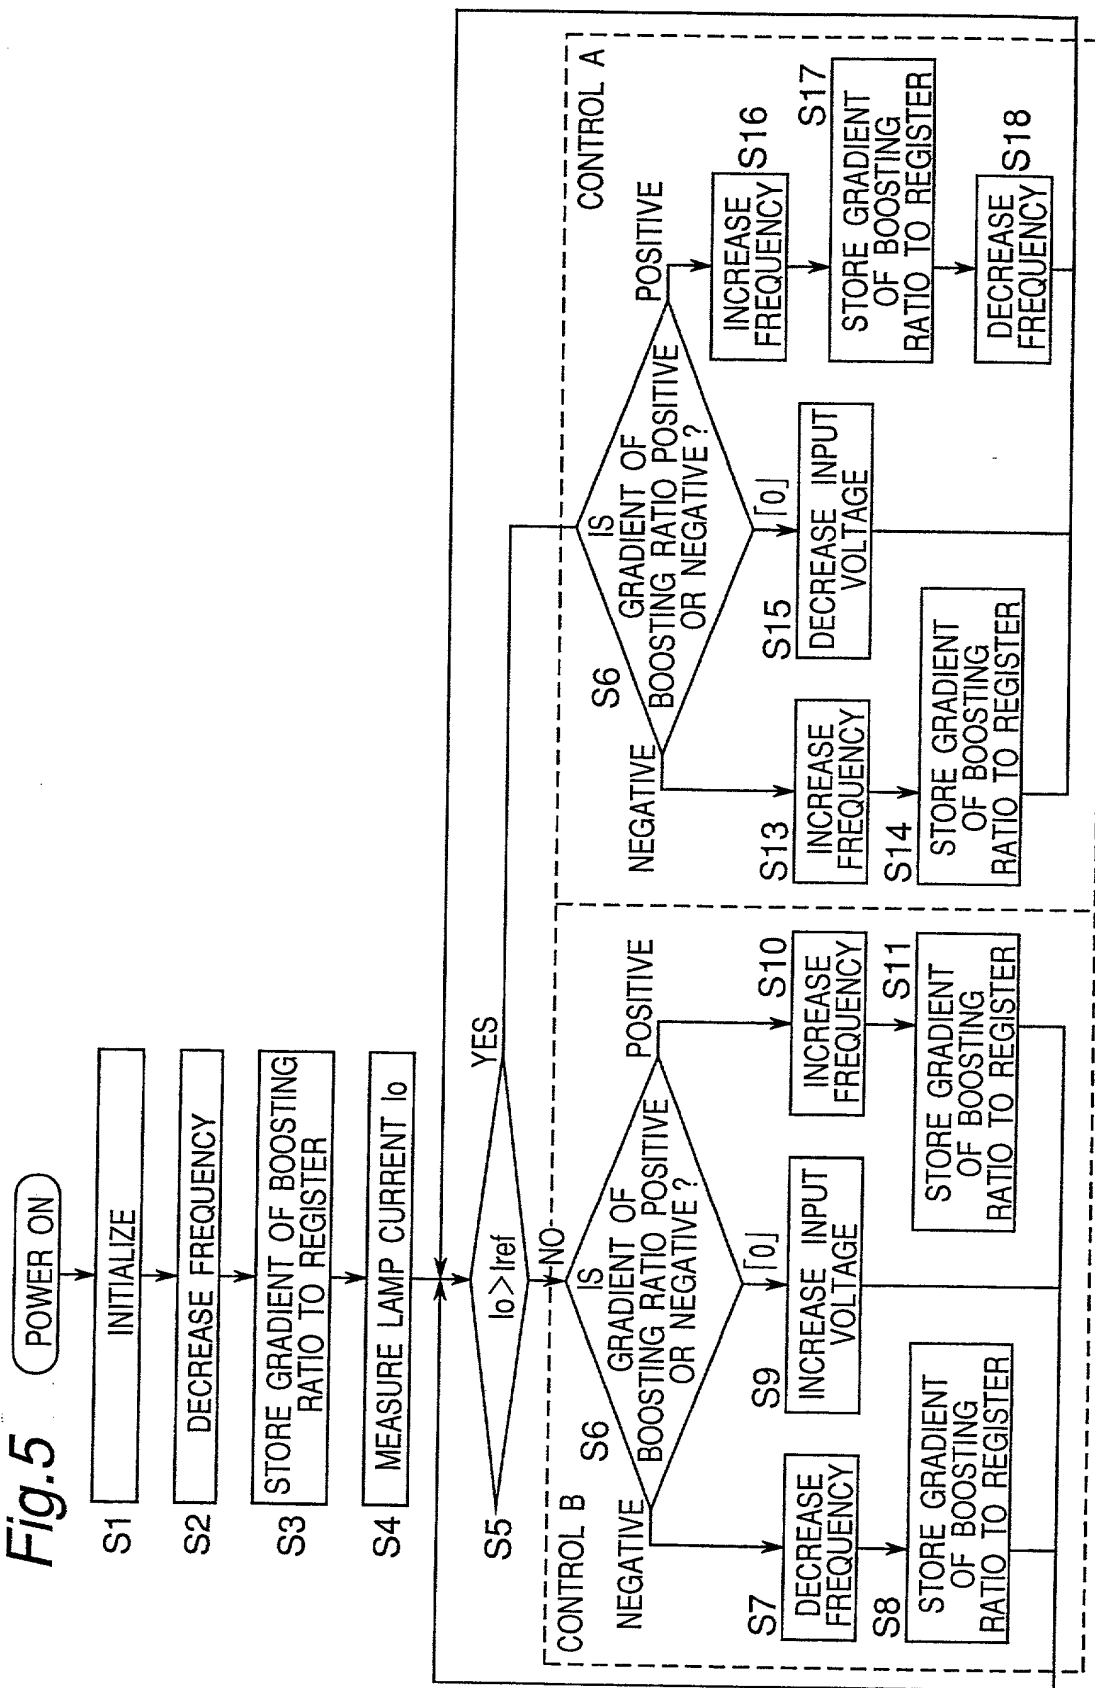 Fig.5
POWER ON
S1
INITIALIZE
S2
DECREASE FREQUENCY
S3
STORE GRADIENT OF BOOSTING
RATIO TO REGISTER
S4
MEASURE LAMP CURRENT Io
S5
Io>Iref
YES
NO
CONTROL B
S6
IS
GRADIENT OF
BOOSTING RATIO POSITIVE
OR NEGATIVE?
NEGATIVE
「0」
POSITIVE
S7
DECREASE
FREQUENCY
S8
STORE GRADIENT
OF BOOSTING
RATIO TO REGISTER
S9
INCREASE INPUT
VOLTAGE
S10
INCREASE
FREQUENCY
S11
STORE GRADIENT
OF BOOSTING
RATIO TO REGISTER
CONTROL A
S6
IS
GRADIENT OF
BOOSTING RATIO POSITIVE
OR NEGATIVE?
NEGATIVE
「0」
POSITIVE
S13
INCREASE
FREQUENCY
S14
STORE GRADIENT
OF BOOSTING
RATIO TO REGISTER
S15
DECREASE INPUT
VOLTAGE
S16
INCREASE
FREQUENCY
S17
STORE GRADIENT
OF BOOSTING
RATIO TO REGISTER
S18
DECREASE
FREQUENCY